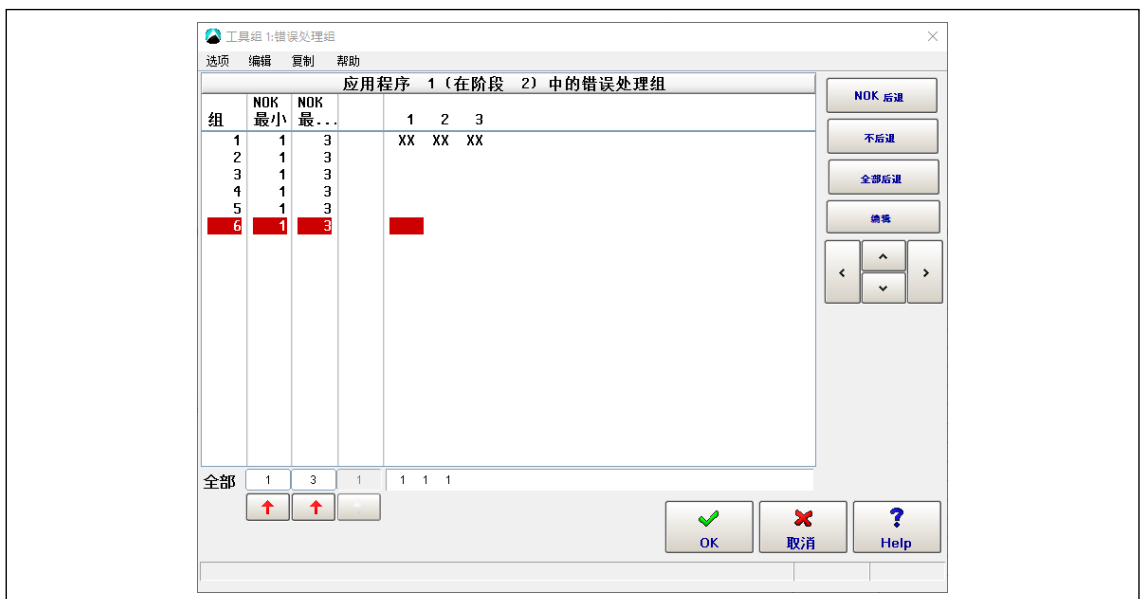 工具组 1:错误处理组
选项 编辑 复制 帮助
应用程序 1 (在阶段 2) 中的错误处理组
NOK NOK
组 最小 最... 1 2 3
1 1 3 XX XX XX
2 1 3
3 1 3
4 1 3
5 1 3
6 1 3
NOK 后退
不后退
全部后退
编辑
全部 1 3 1 1 1 1
OK 取消 Help